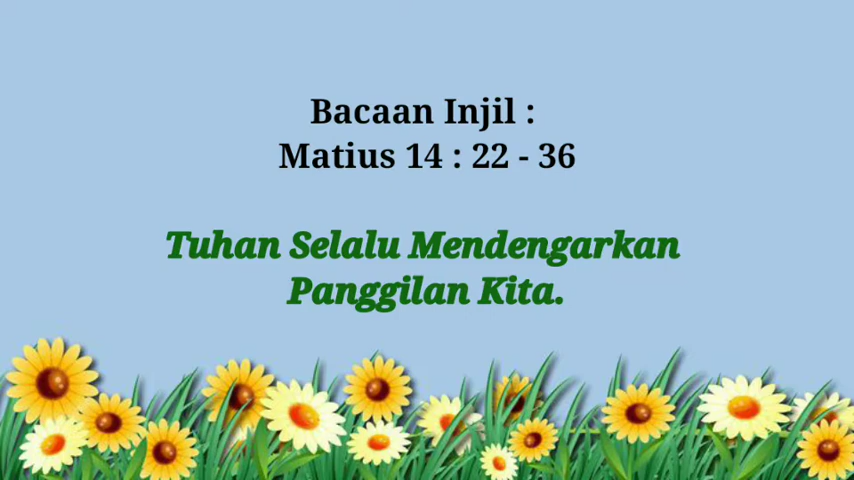 Bacaan Injil :
Matius 14 : 22 - 36
Tuhan Selalu Mendengarkan
Panggilan Kita.